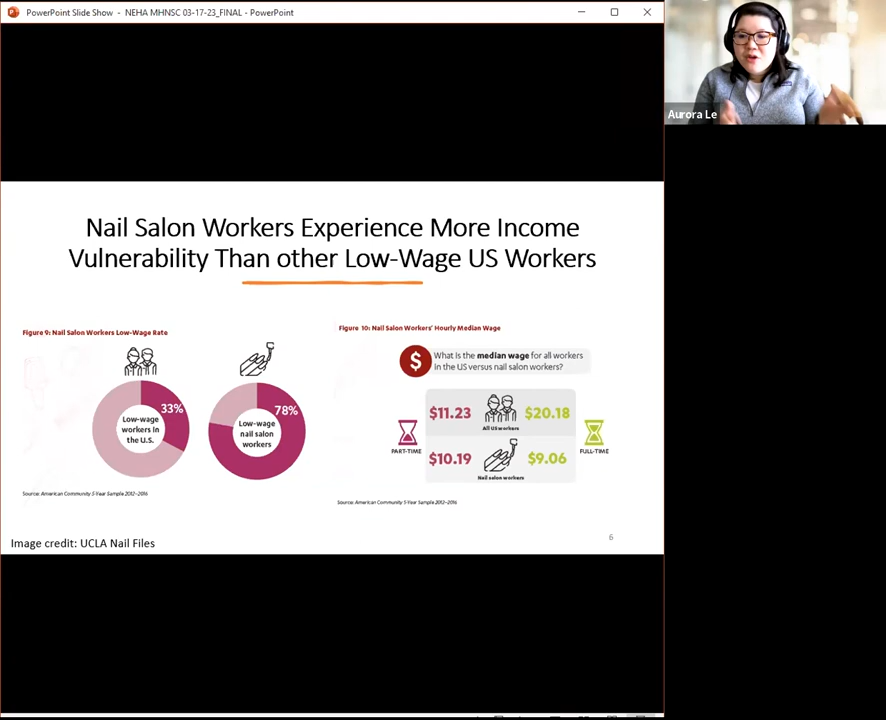 PowerPoint Slide Show - NEHA MHNSC 03-17-23_FINAL - PowerPoint
Aurora Le
Nail Salon Workers Experience More Income
Vulnerability Than other Low-Wage US Workers
Figure 9: Nail Salon Workers Low-Wage Rate
33%
Low-wage
workers in
the U.S.
78%
Low-wage
nail salon
workers
Source: American Community 5-Year Sample 2012–2016
Figure 10: Nail Salon Workers' Hourly Median Wage
$
What is the median wage for all workers
in the US versus nail salon workers?
PART-TIME
$11.23
All US workers
$20.18
$10.19
Nail salon workers
$9.06
FULL-TIME
Source: American Community 5-Year Sample 2012–2016
Image credit: UCLA Nail Files
6